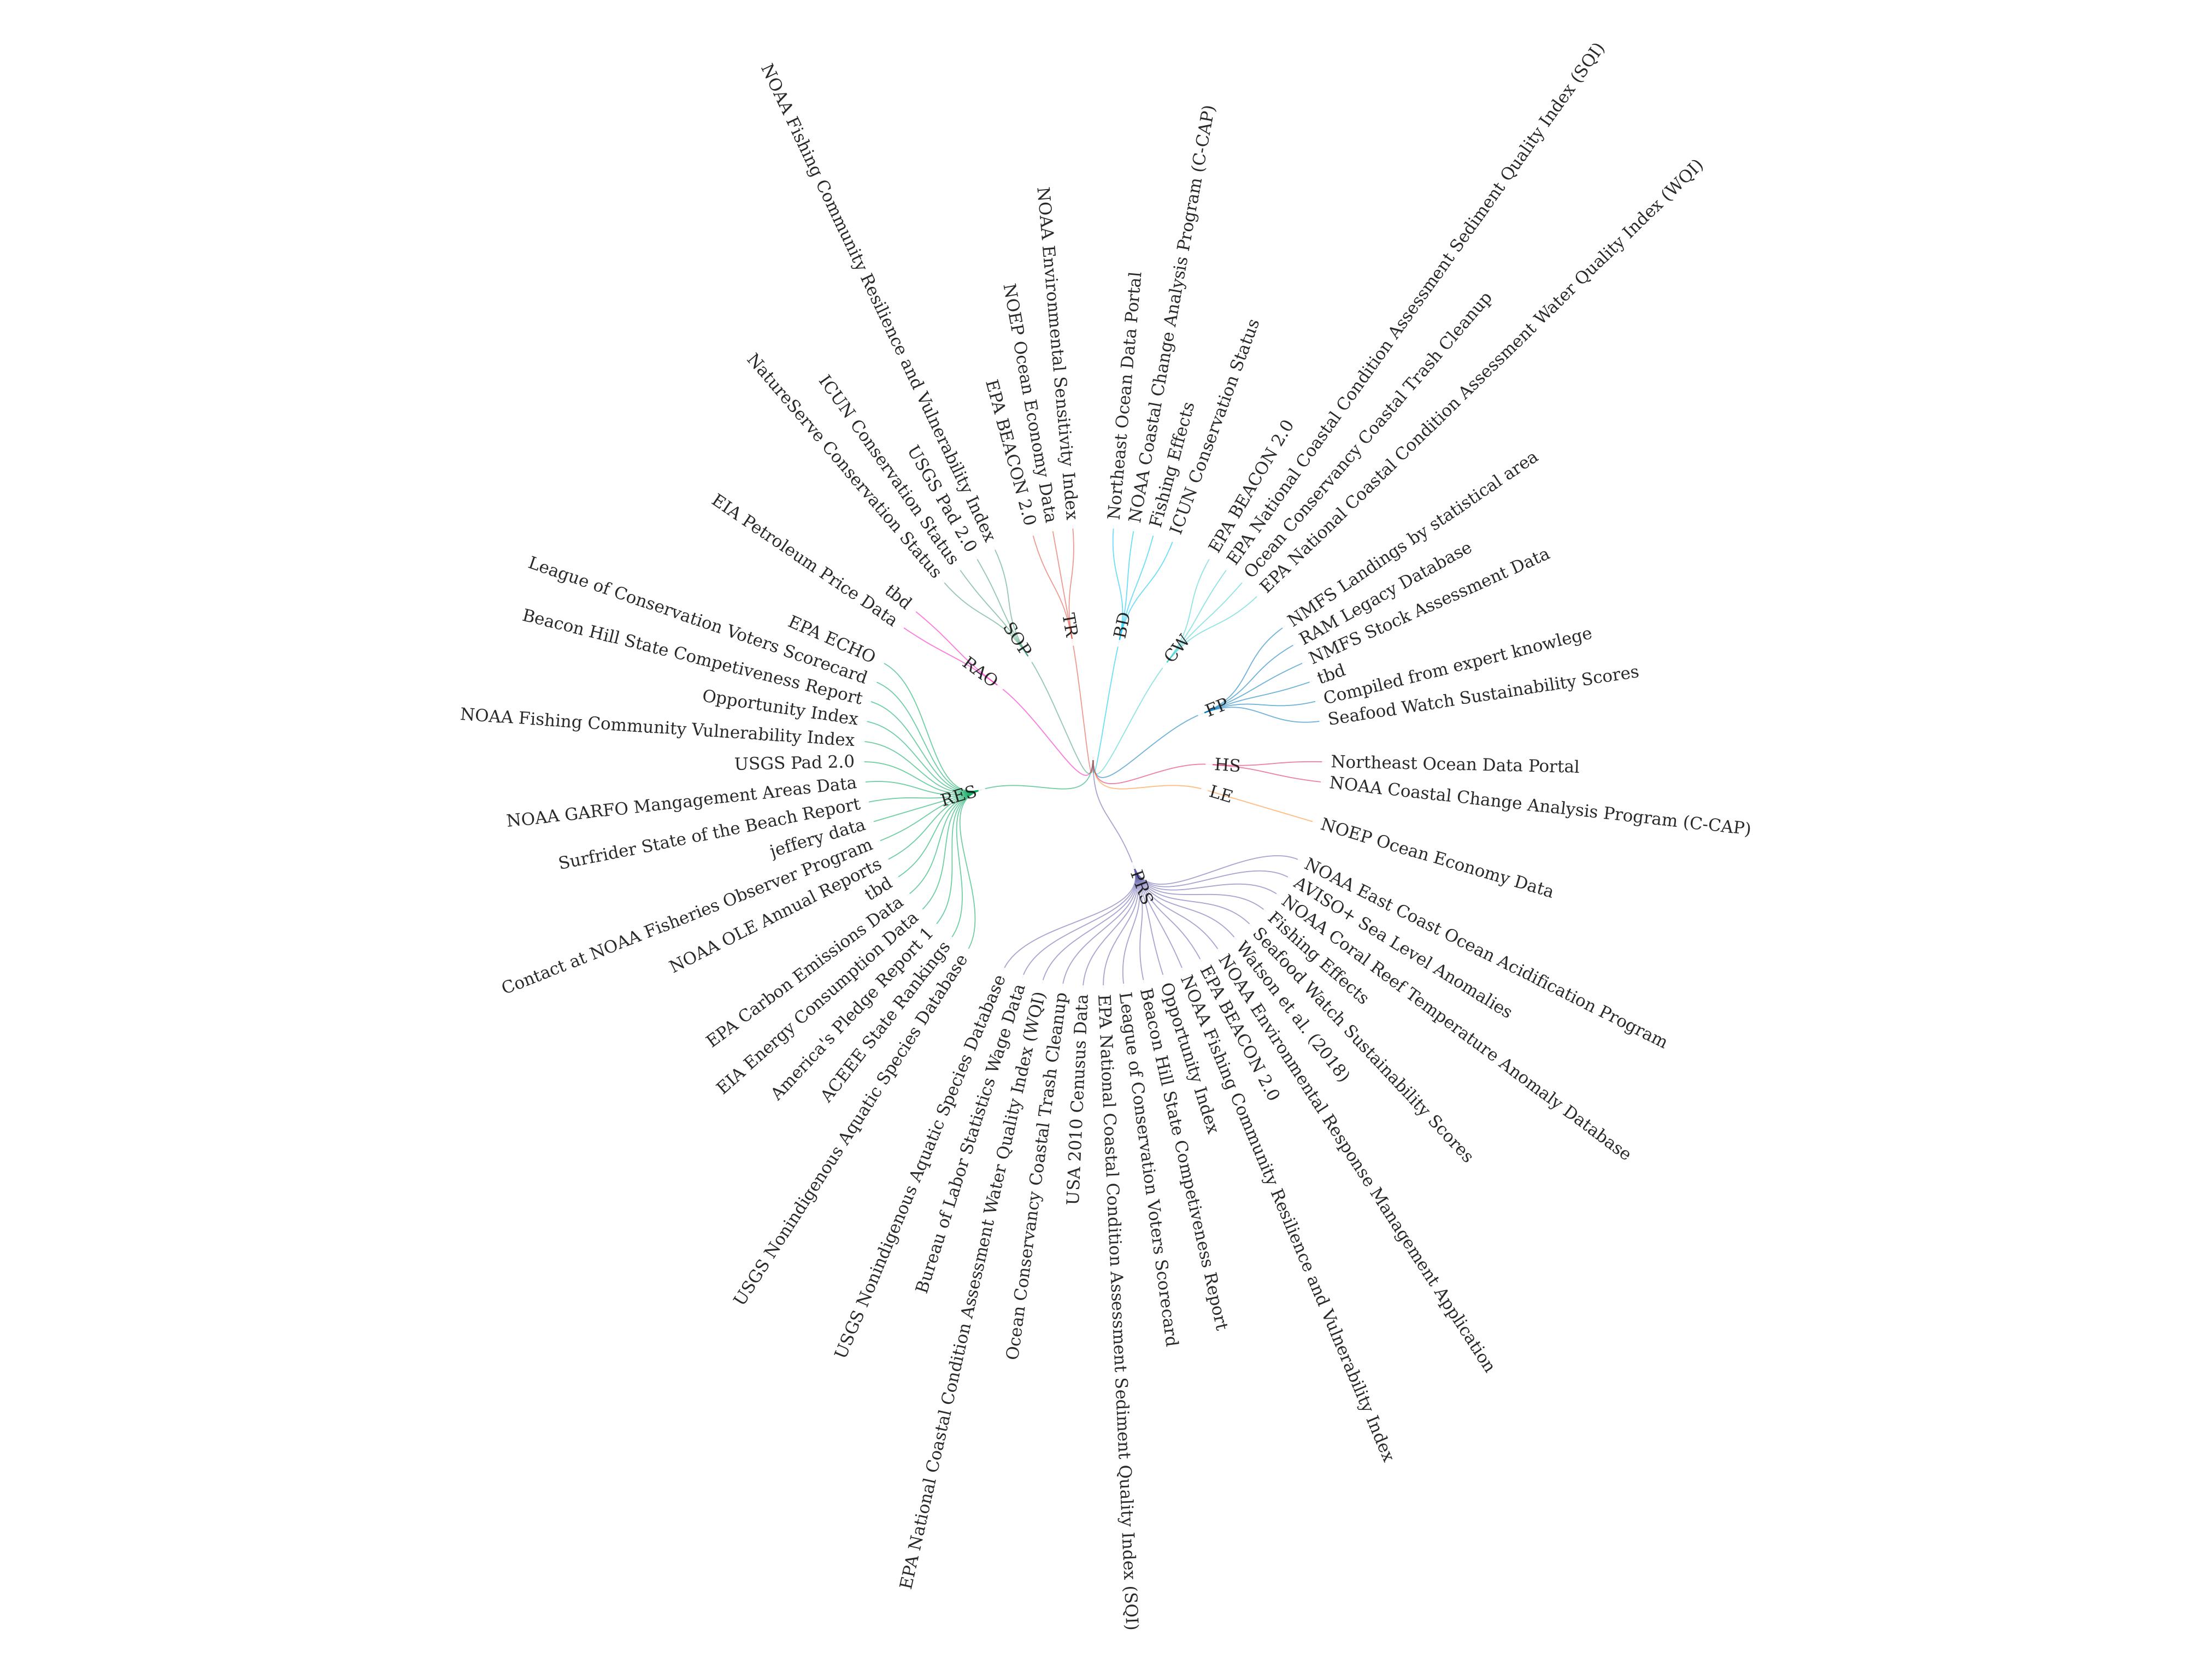 BD
Northeast Ocean Data Portal
NOAA Coastal Change Analysis Program (C-CAP)
Fishing Effects
ICUN Conservation Status
CW
EPA BEACON 2.0
EPA National Coastal Condition Assessment Sediment Quality Index (SQI)
Ocean Conservancy Coastal Trash Cleanup
EPA National Coastal Condition Assessment Water Quality Index (WQI)
FP
NMFS Landings by statistical area
RAM Legacy Database
NMFS Stock Assessment Data
tbd
Compiled from expert knowlege
Seafood Watch Sustainability Scores
HS
Northeast Ocean Data Portal
NOAA Coastal Change Analysis Program (C-CAP)
LE
NOEP Ocean Economy Data
PRS
NOAA East Coast Ocean Acidification Program
AVISO+ Sea Level Anomalies
NOAA Coral Reef Temperature Anomaly Database
Fishing Effects
Seafood Watch Sustainability Scores
Watson et al. (2018)
NOAA Environmental Response Management Application
EPA BEACON 2.0
NOAA Fishing Community Resilience and Vulnerability Index
Opportunity Index
Beacon Hill State Competiveness Report
League of Conservation Voters Scorecard
EPA National Coastal Condition Assessment Sediment Quality Index (SQI)
USA 2010 Cenusus Data
Ocean Conservancy Coastal Trash Cleanup
EPA National Coastal Condition Assessment Water Quality Index (WQI)
Bureau of Labor Statistics Wage Data
USGS Nonindigenous Aquatic Species Database
RES
USGS Nonindigenous Aquatic Species Database
ACEEE State Rankings
America's Pledge Report 1
EIA Energy Consumption Data
EPA Carbon Emissions Data
tbd
NOAA OLE Annual Reports
Contact at NOAA Fisheries Observer Program
jeffery data
Surfrider State of the Beach Report
NOAA GARFO Mangagement Areas Data
USGS Pad 2.0
NOAA Fishing Community Vulnerability Index
Opportunity Index
Beacon Hill State Competiveness Report
League of Conservation Voters Scorecard
EPA ECHO
RAO
EIA Petroleum Price Data
tbd
SOP
NatureServe Conservation Status
ICUN Conservation Status
USGS Pad 2.0
NOAA Fishing Community Resilience and Vulnerability Index
TR
EPA BEACON 2.0
NOEP Ocean Economy Data
NOAA Environmental Sensitivity Index